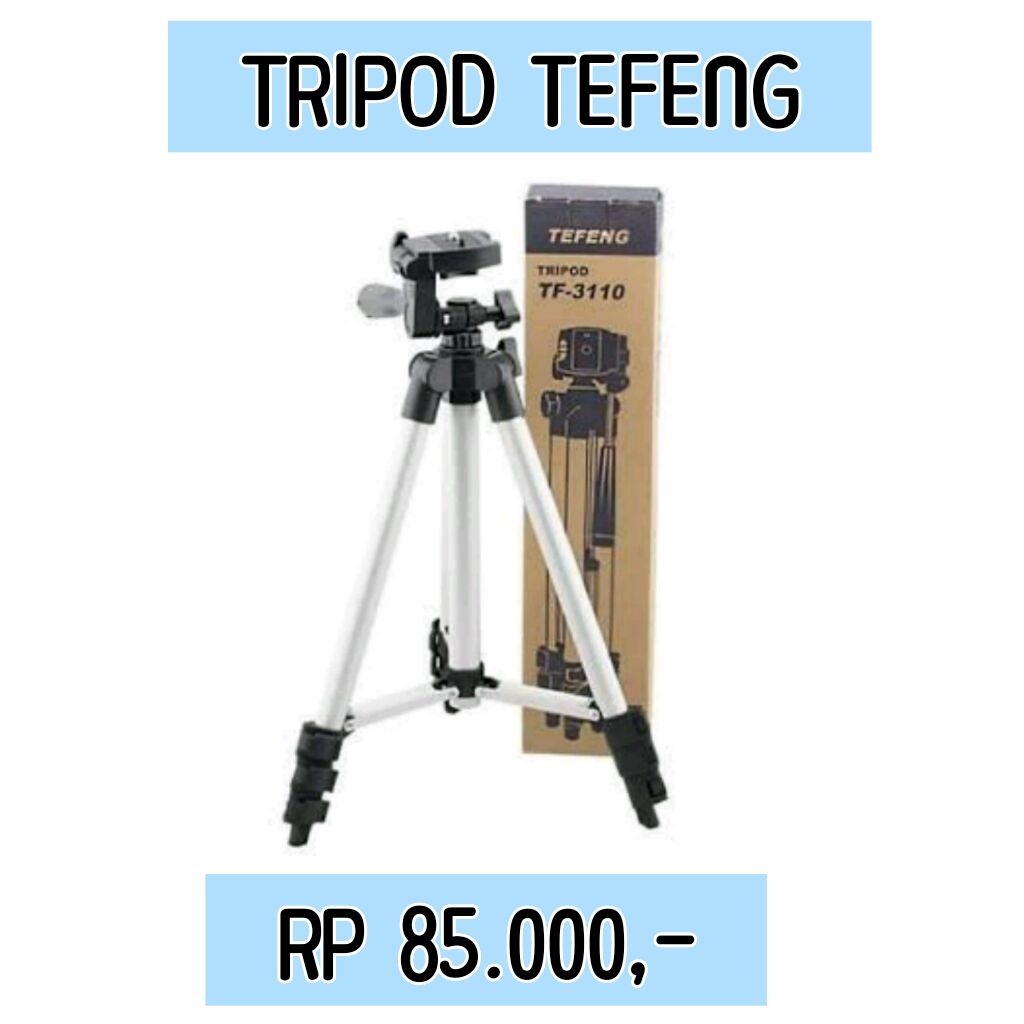 TRIPOD TEFENG
TEFENG
TRIPOD
TF-3110
RP 85.000,-